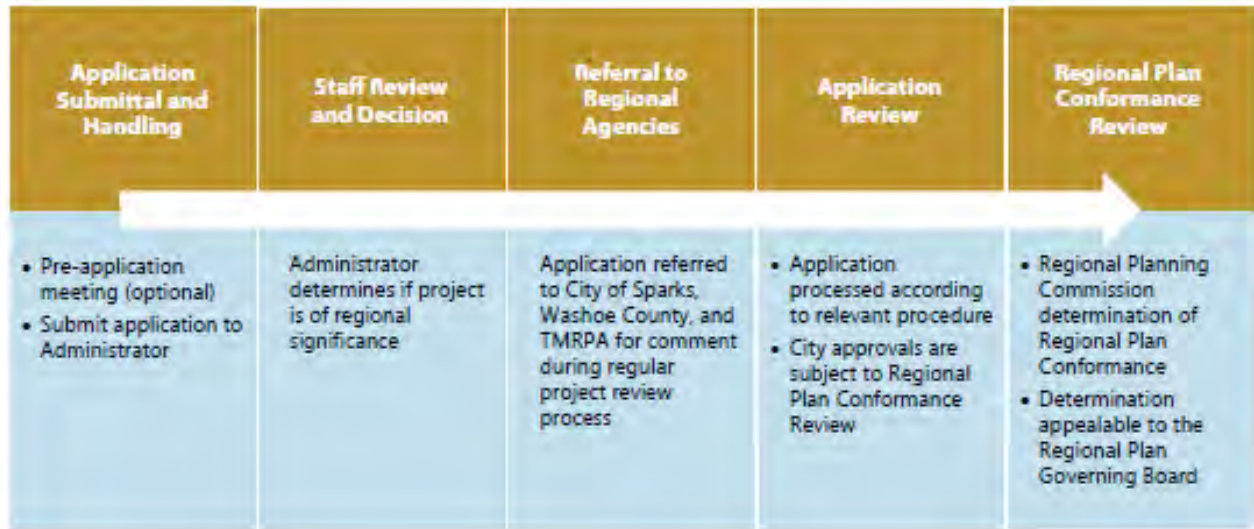 Application
Submittal and
Handling
Staff Review
and Decision
Referral to
Regional
Agencies
Application
Review
Regional Plan
Conformance
Review
• Pre-application
meeting (optional)
• Submit application to
Administrator
Administrator
determines if project
is of regional
significance
Application referred
to City of Sparks,
Washoe County, and
TMRPA for comment
during regular
project review
process
• Application
processed according
to relevant procedure
• City approvals are
subject to Regional
Plan Conformance
Review
• Regional Planning
Commission
determination of
Regional Plan
Conformance
• Determination
appealable to the
Regional Plan
Governing Board